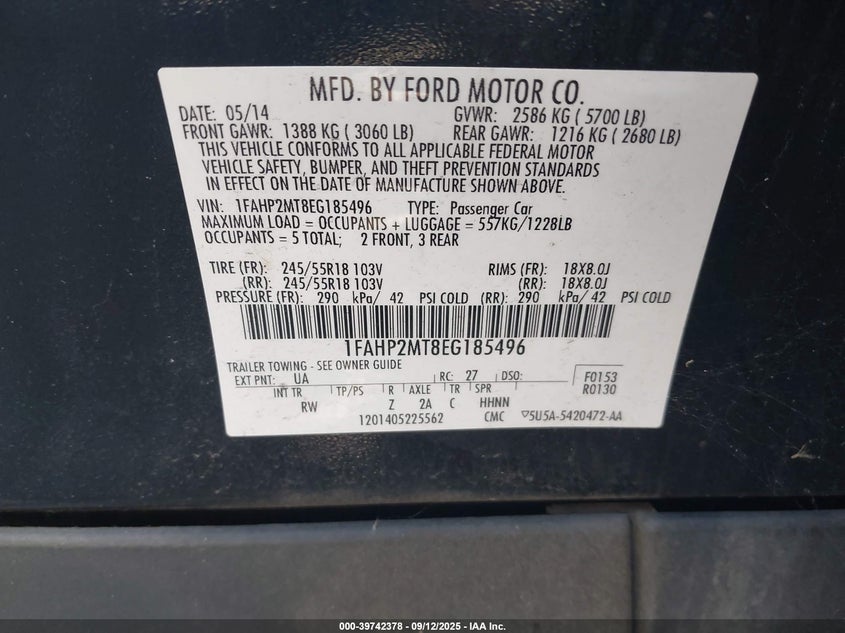 MFD. BY FORD MOTOR CO.
DATE: 05/14 GVWR: 2586 KG ( 5700 LB)
FRONT GAWR: 1388 KG ( 3060 LB) REAR GAWR: 1216 KG ( 2680 LB)
THIS VEHICLE CONFORMS TO ALL APPLICABLE FEDERAL MOTOR
VEHICLE SAFETY, BUMPER, AND THEFT PREVENTION STANDARDS
IN EFFECT ON THE DATE OF MANUFACTURE SHOWN ABOVE.
VIN: 1FAHP2MT8EG185496 TYPE: Passenger Car
MAXIMUM LOAD = OCCUPANTS + LUGGAGE = 557KG/1228LB
OCCUPANTS = 5 TOTAL; 2 FRONT, 3 REAR
TIRE (FR): 245/55R18 103V RIMS (FR): 18X8.0J
(RR): 245/55R18 103V (RR): 18X8.0J
PRESSURE (FR): 290 kPa/ 42 PSI COLD (RR): 290 kPa/ 42 PSI COLD
1FAHP2MT8EG185496
TRAILER TOWING - SEE OWNER GUIDE
EXT PNT: UA RC: 27 DSO: F0153
INT TR TP/PS R AXLE TR SPR R0130
RW Z 2A C HHNN
1201405225562 CMC 5U5A-5420472-AA
000-39742378 - 09/12/2025 - IAA Inc.